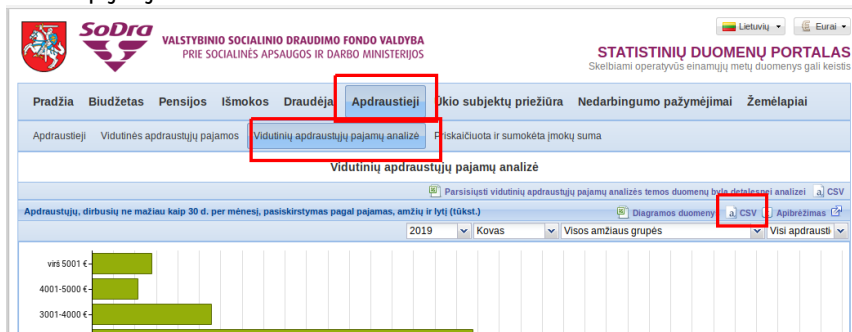 SoDra
VALSTYBINIO SOCIALINIO DRAUDIMO FONDO VALDYBA
PRIE SOCIALINĖS APSAUGOS IR DARBO MINISTERIJOS
Lietuvių
Eurai
STATISTINIŲ DUOMENŲ PORTALAS
Skelbiami operatyvūs einamųjų metų duomenys gali keistis
Pradžia Biudžetas Pensijos Išmokos Draudėjai Apdraustieji Ūkio subjektų priežiūra Nedarbingumo pažymėjimai Žemėlapiai
Apdraustieji Vidutinės apdraustųjų pajamos Vidutinių apdraustųjų pajamų analizė Priskaičiuota ir sumokėta įmokų suma
Vidutinių apdraustųjų pajamų analizė
Parsisiųsti vidutinių apdraustųjų pajamų analizės temos duomenų bylą detalesnei analizei CSV
Apdraustųjų, dirbusių ne mažiau kaip 30 d. per mėnesį, pasiskirstymas pagal pajamas, amžių ir lytį (tūkst.) Diagramos duomenys CSV Apibrėžimas
2019 Kovas Visos amžiaus grupės Visi apdrausti
virš 5001 €
4001-5000 €
3001-4000 €